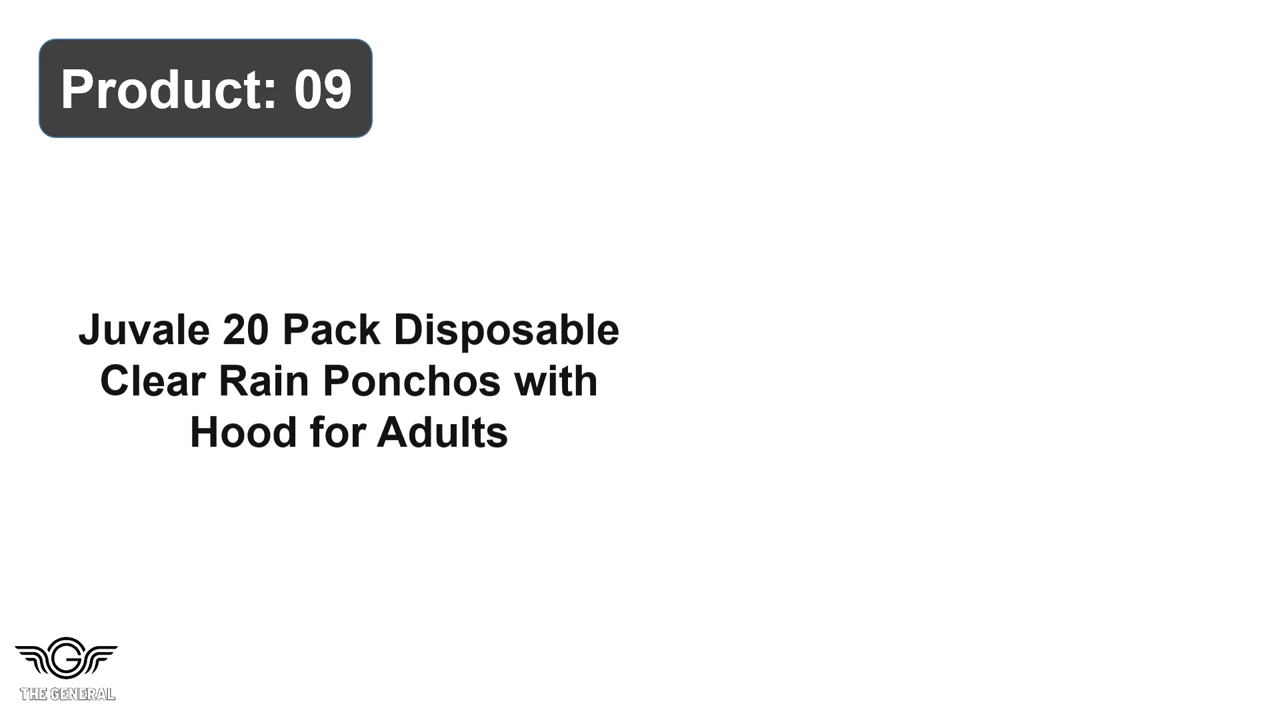 Product: 09
Juvale 20 Pack Disposable
Clear Rain Ponchos with
Hood for Adults
G
THE GENERAL